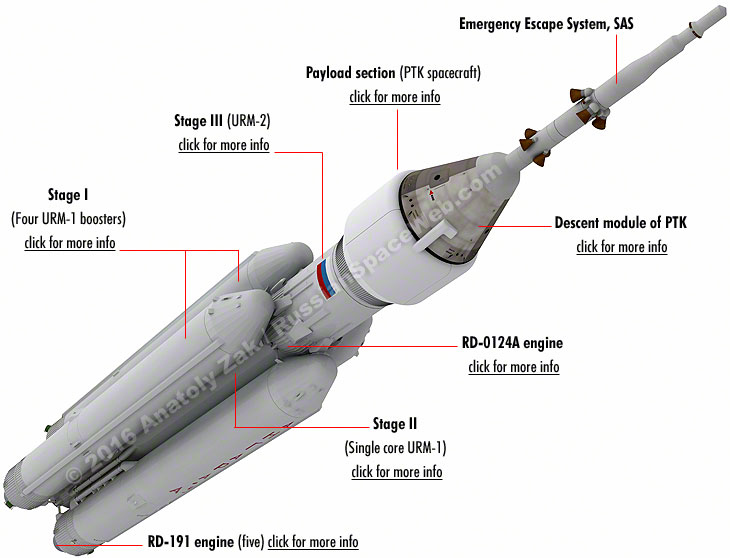 Emergency Escape System, SAS
Payload section (PTK spacecraft)
click for more info
Stage III (URM-2)
click for more info
Stage I
(Four URM-1 boosters)
click for more info
Descent module of PTK
click for more info
RD-0124A engine
click for more info
Stage II
(Single core URM-1)
click for more info
RD-191 engine (five) click for more info
© 2016 Anatoly Zak / RussianSpaceWeb.com